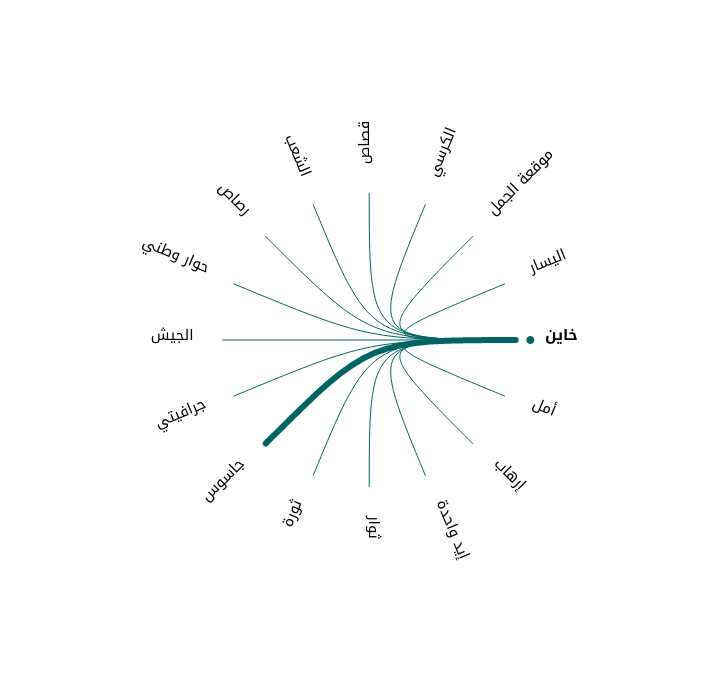 قصاص
الكرسي
موقعة الجمل
اليسار
خاين
أمل
إرهاب
إيد واحدة
ثوار
ثورة
جاسوس
جرافيتي
الجيش
حوار وطني
رصاص
الشعب